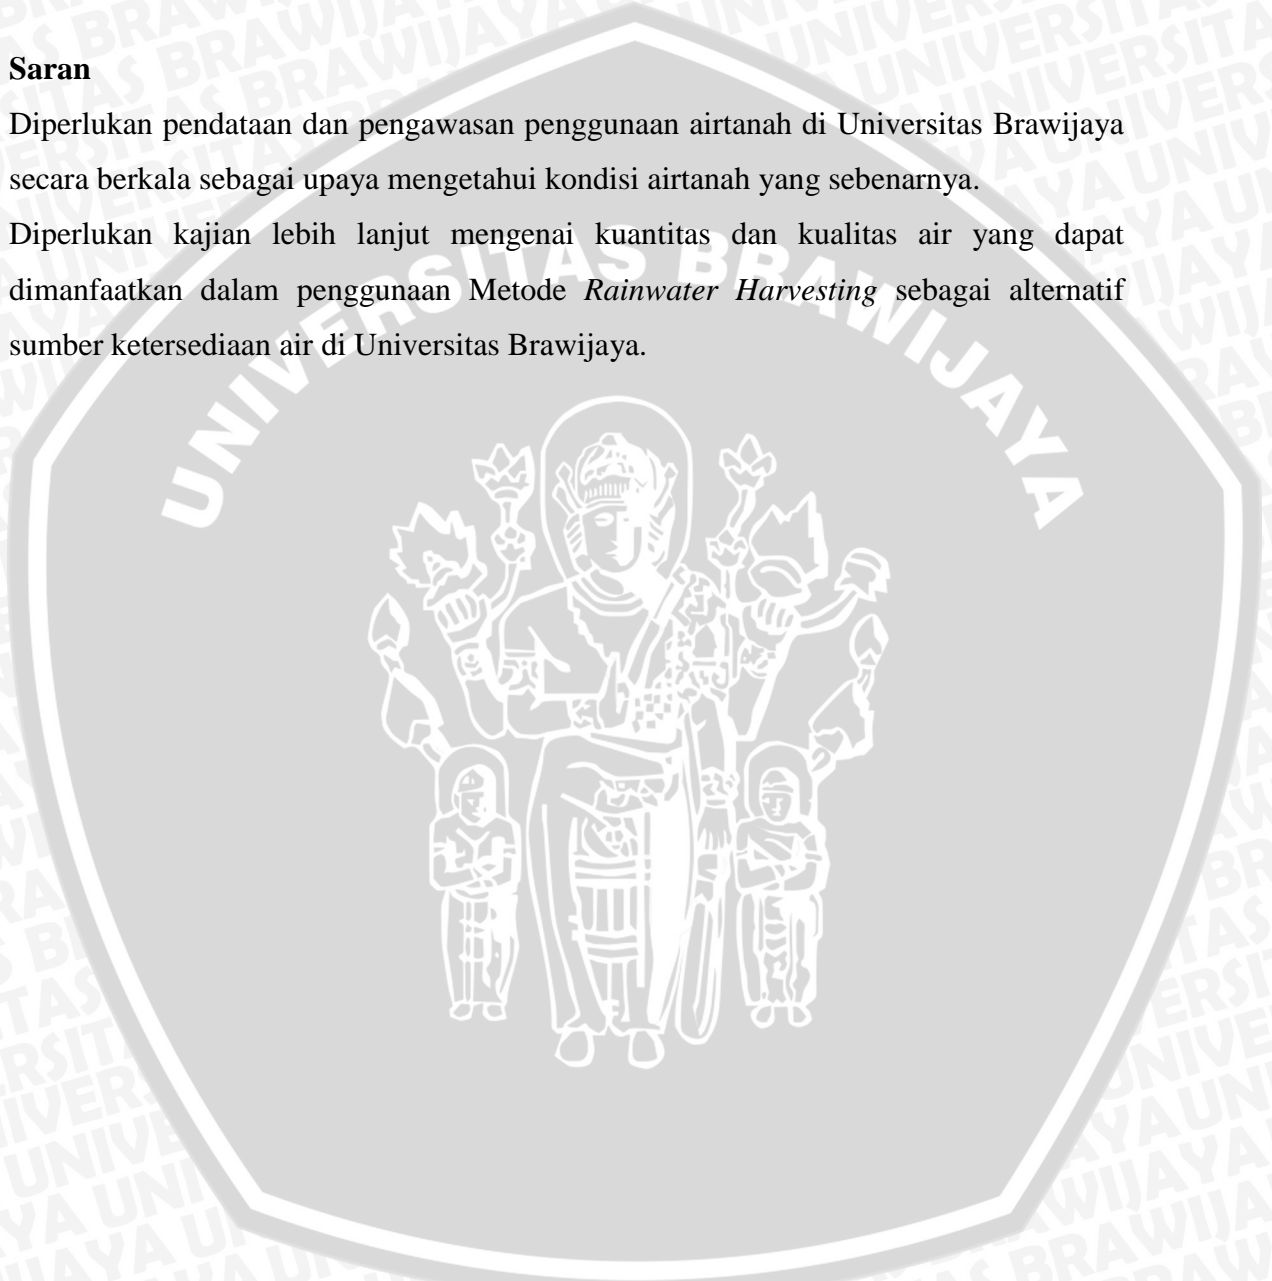 Saran
Diperlukan pendataan dan pengawasan penggunaan airtanah di Universitas Brawijaya
secara berkala sebagai upaya mengetahui kondisi airtanah yang sebenarnya.
Diperlukan kajian lebih lanjut mengenai kuantitas dan kualitas air yang dapat
dimanfaatkan dalam penggunaan Metode Rainwater Harvesting sebagai alternatif
sumber ketersediaan air di Universitas Brawijaya.
UNIVERSITAS BRAWIJAYA